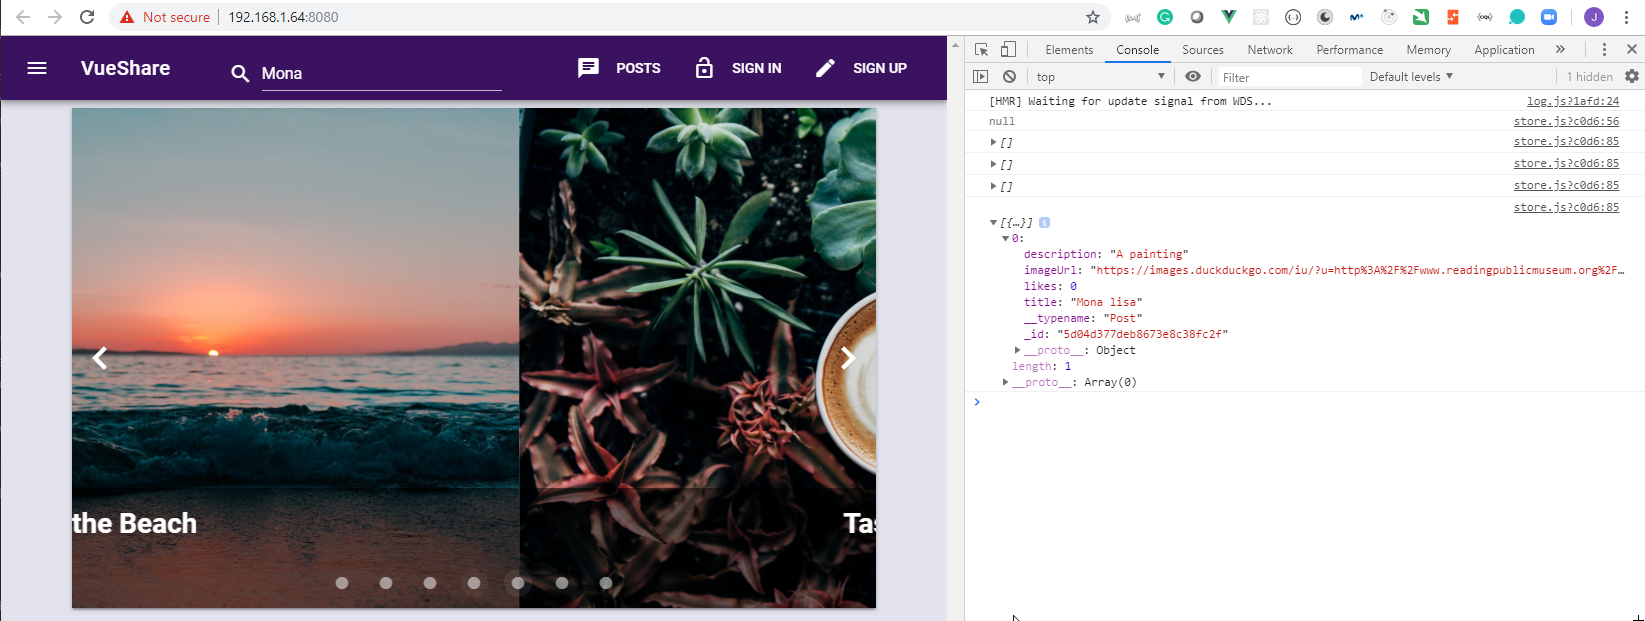 Not secure | 192.168.1.64:8080
VueShare
Mona
POSTS
SIGN IN
SIGN UP
the Beach
Tas
Elements
Console
Sources
Network
Performance
Memory
Application
»
top
Filter
Default levels
1 hidden
[HMR] Waiting for update signal from WDS... log.js?1afd:24
null store.js?c0d6:56
[] store.js?c0d6:85
[] store.js?c0d6:85
[] store.js?c0d6:85
store.js?c0d6:85
[{…}] i
0:
description: "A painting"
imageUrl: "https://images.duckduckgo.com/iu/?u=http%3A%2F%2Fwww.readingpublicmuseum.org%2F…
likes: 0
title: "Mona lisa"
__typename: "Post"
_id: "5d04d377deb8673e8c38fc2f"
__proto__: Object
length: 1
__proto__: Array(0)
J